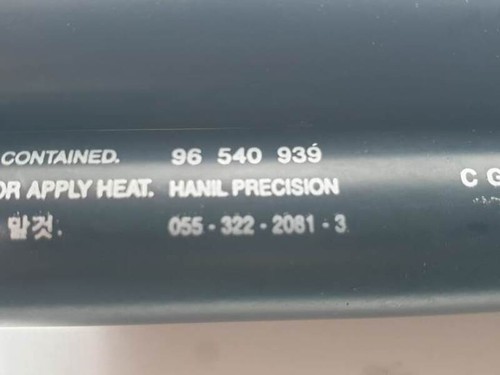 CONTAINED. 96 540 939
OR APPLY HEAT. HANIL PRECISION
말것. 055-322-2081-3
C G